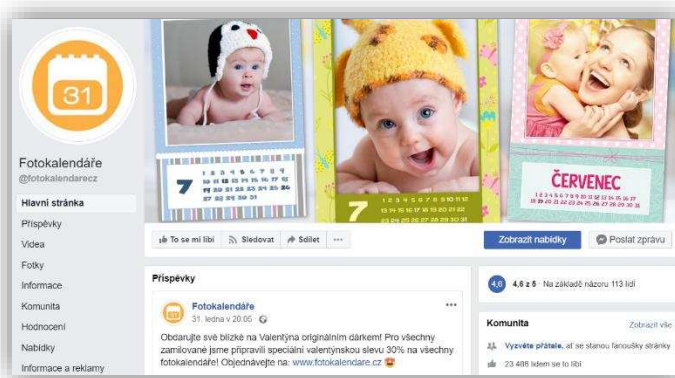 31
Fotokalendáře
@fotokalendarecz
Hlavní stránka
Příspěvky
Videa
Fotky
Informace
Komunita
Hodnocení
Nabídky
Informace a reklamy
7
ČERVENEC
To se mi líbí
Sledovat
Sdílet
Zobrazit nabídky
Poslat zprávu
Příspěvky
Fotokalendáře
31. ledna v 20:05
Obdarujte své blízké na Valentýna originálním dárkem! Pro všechny
zamilované jsme připravili speciální valentýnskou slevu 30% na všechny
fotokalendáře! Objednávejte na: www.fotokalendare.cz
4,6
4,6 z 5 · Na základě názoru 113 lidí
Komunita
Zobrazit vše
Vyzvěte přátele, ať se stanou fanoušky stránky
23 486 lidem se to líbí